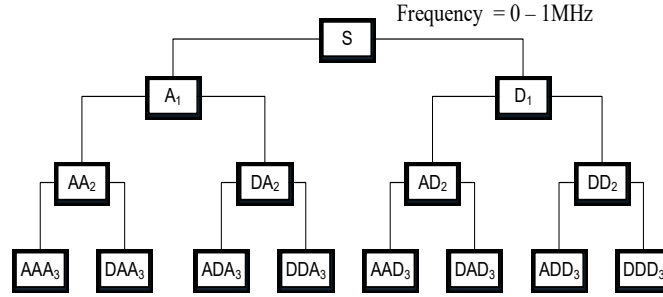 Frequency = 0 – 1MHz
S
A₁ D₁
AA₂ DA₂ AD₂ DD₂
AAA₃ DAA₃ ADA₃ DDA₃ AAD₃ DAD₃ ADD₃ DDD₃